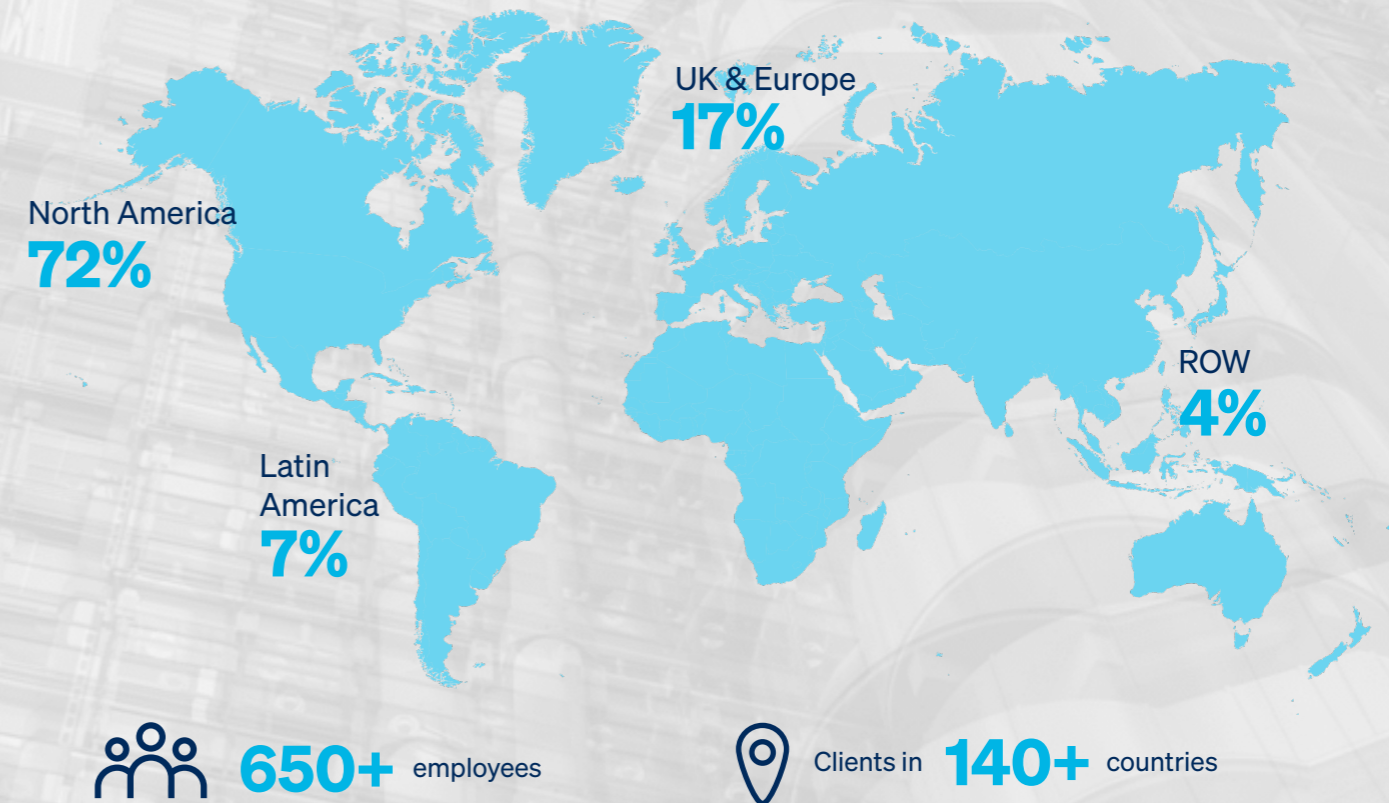 UK & Europe
17%
North America
72%
ROW
4%
Latin
America
7%
650+ employees
Clients in 140+ countries